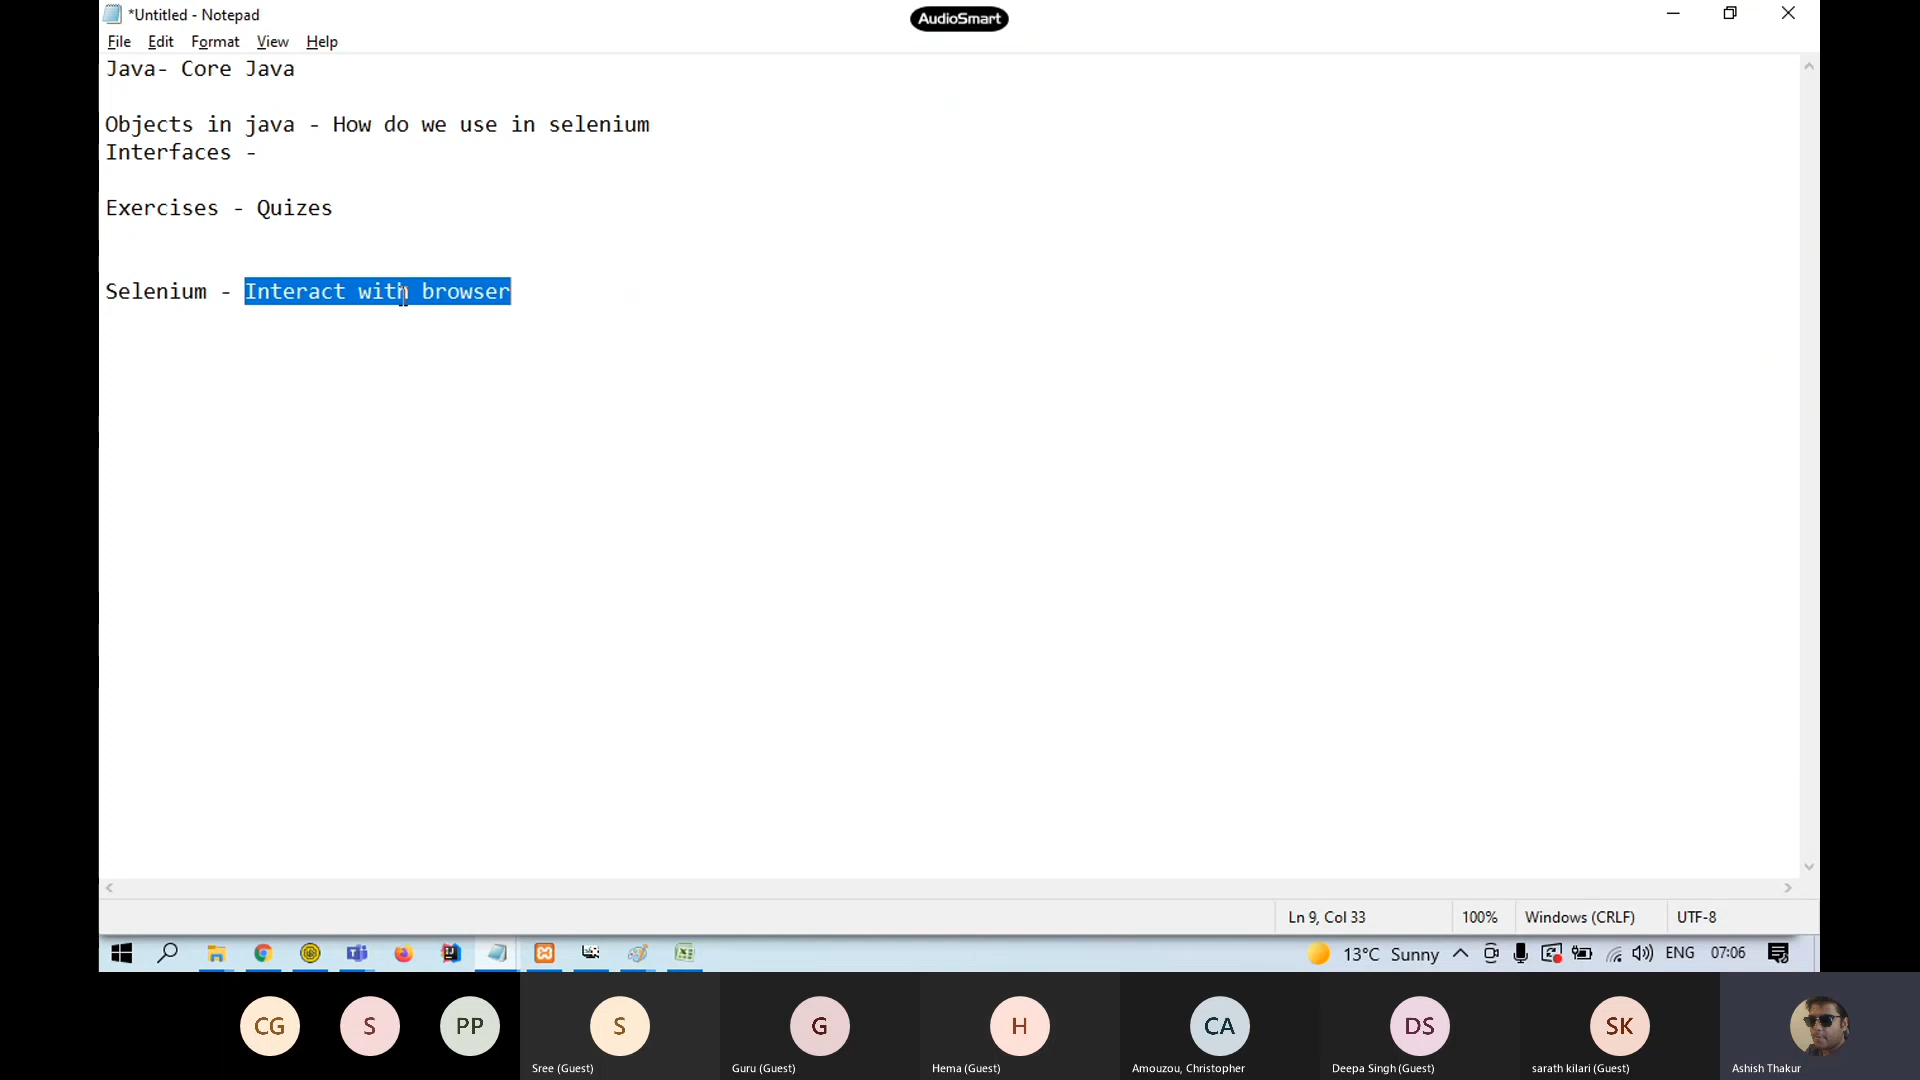 *Untitled - Notepad
AudioSmart
File Edit Format View Help
Java- Core Java
Objects in java - How do we use in selenium
Interfaces -
Exercises - Quizes
Selenium - Interact with browser
Ln 9, Col 33
100%
Windows (CRLF)
UTF-8
13°C Sunny
ENG
07:06
CG
S
PP
S
G
H
CA
DS
SK
Sree (Guest)
Guru (Guest)
Hema (Guest)
Amouzou, Christopher
Deepa Singh (Guest)
sarath kilari (Guest)
Ashish Thakur